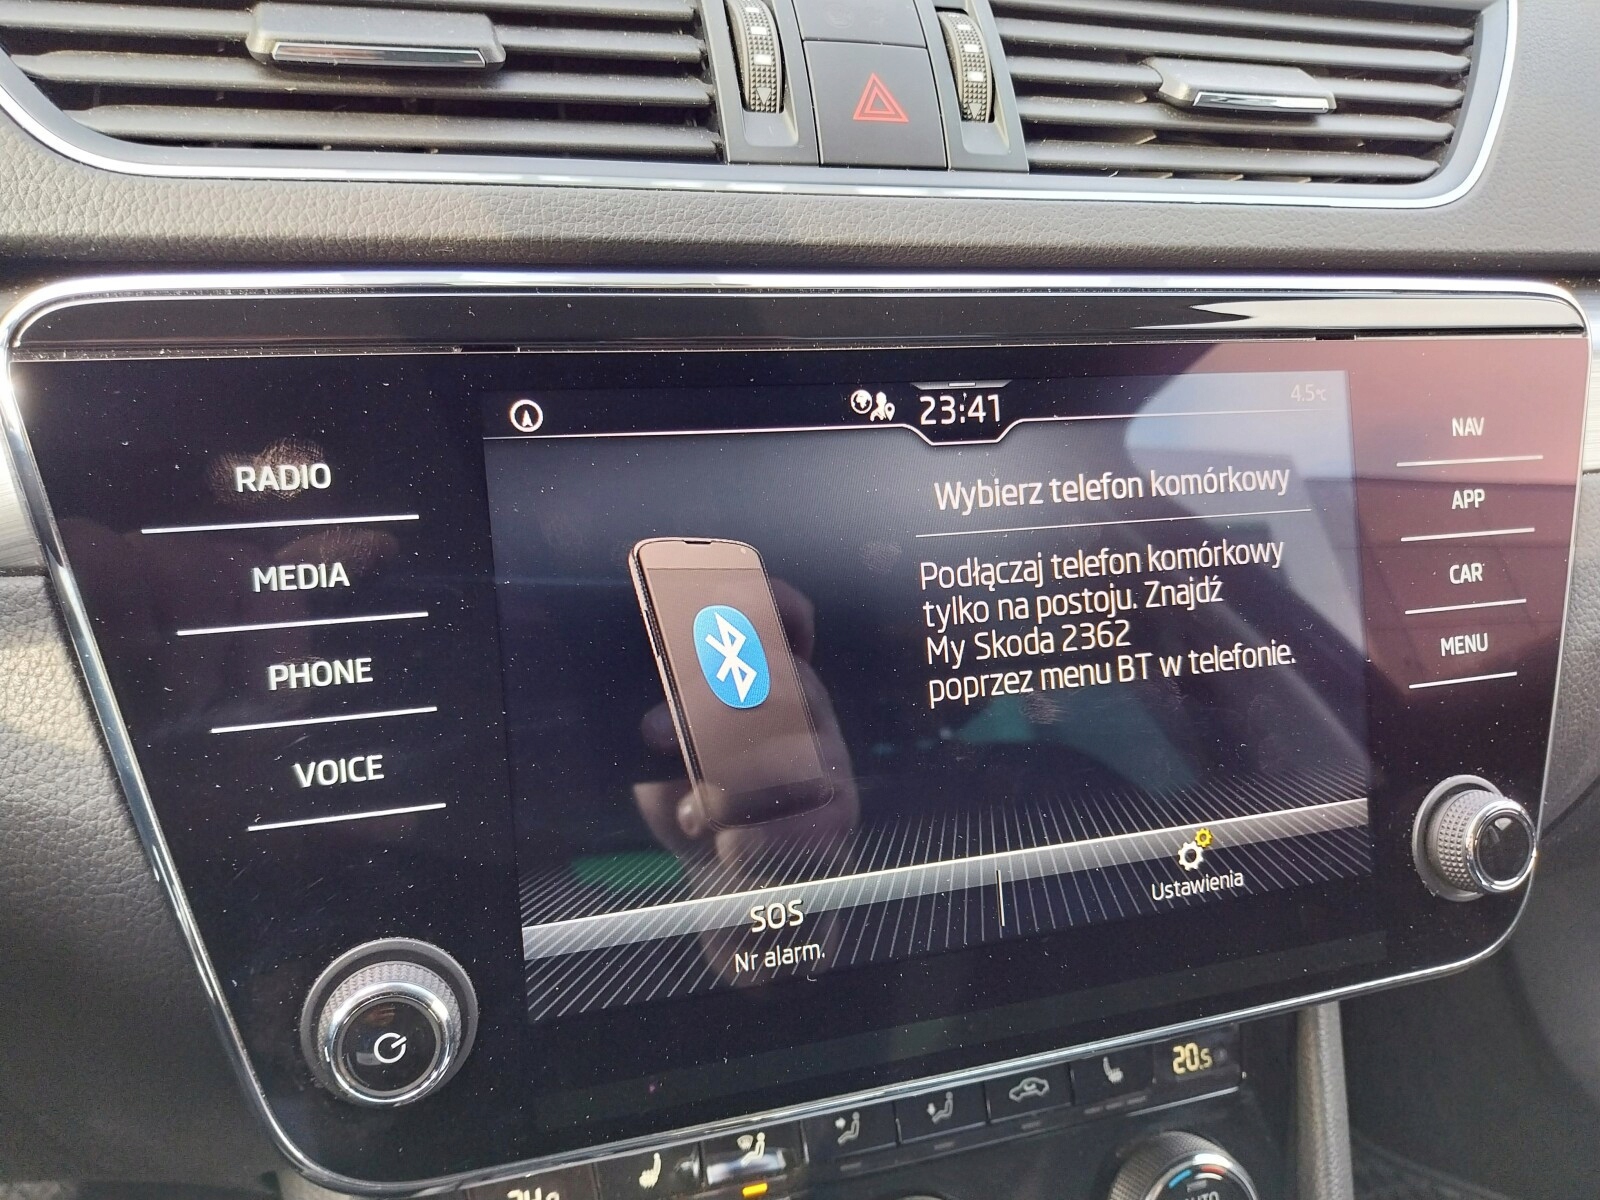 23:41
4.5°C
RADIO
MEDIA
PHONE
VOICE
Wybierz telefon komórkowy
Podłączaj telefon komórkowy
tylko na postoju. Znajdź
My Skoda 2362
poprzez menu BT w telefonie.
SOS
Nr alarm.
Ustawienia
NAV
APP
CAR
MENU
20.5
AUTO